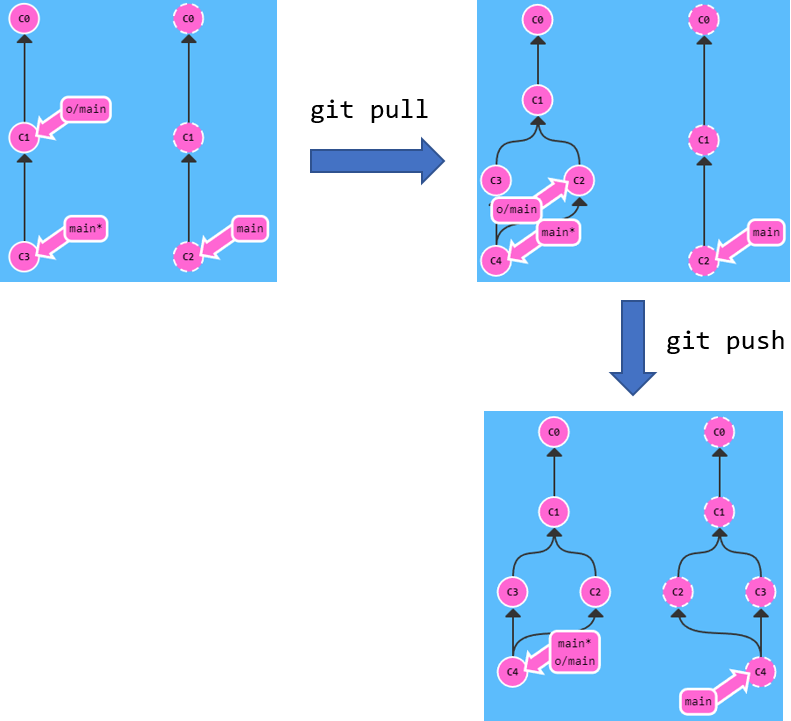 C0
C0
o/main
C1
C1
main*
main
C3
C2
git pull
C0
C0
C1
C1
C3
C2
o/main
main*
main
C4
C2
git push
C0
C0
C1
C1
C3
C2
C2
C3
main*
o/main
C4
C4
main